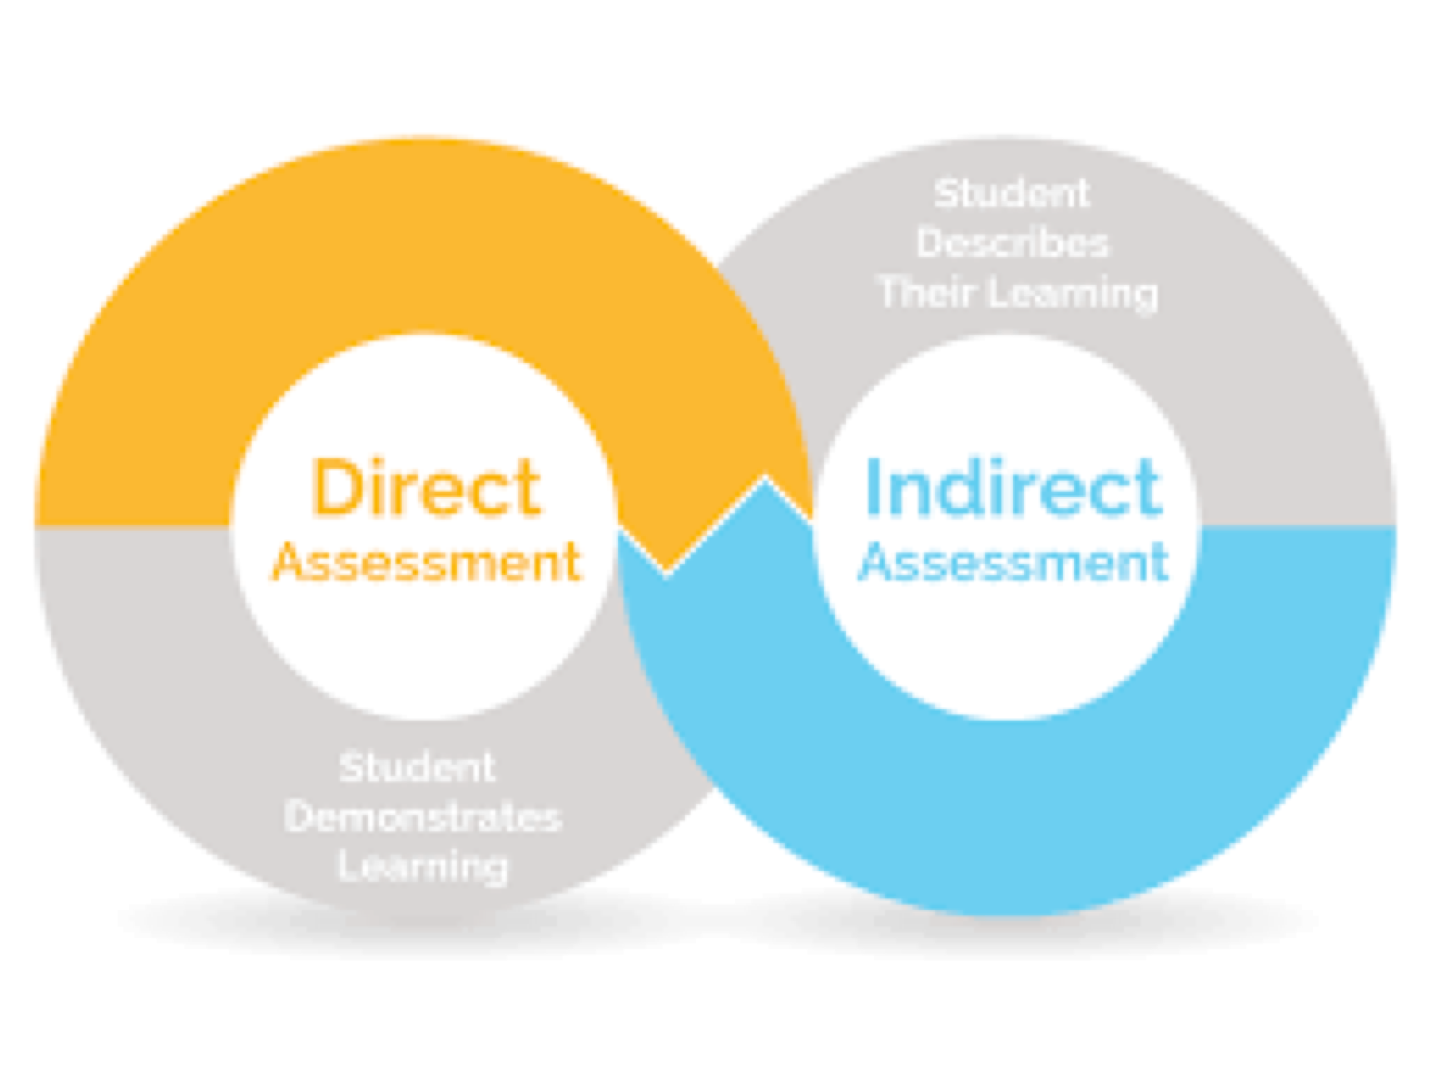 Direct
Assessment
Student
Demonstrates
Learning
Student
Describes
Their Learning
Indirect
Assessment